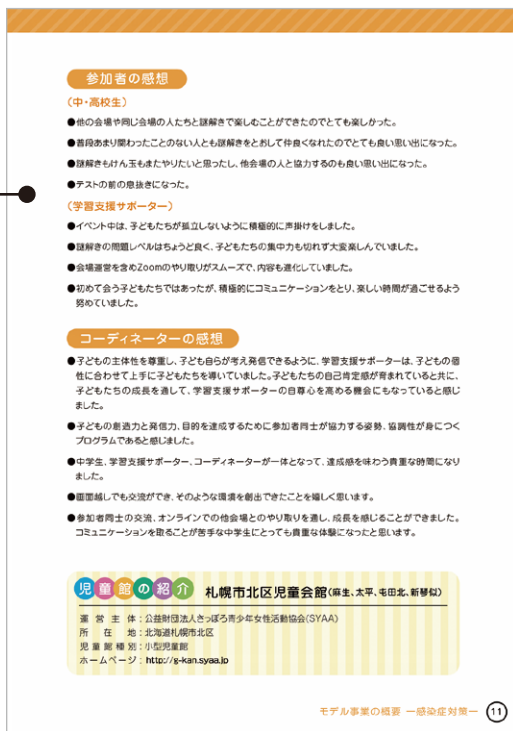 参加者の感想
（中・高校生）
●他の会場や同じ会場の人たちと謎解きで楽しむことができたのでとても楽しかった。
●普段あまり関わったことのない人とも謎解きをとおして仲良くなれたのでとても良い思い出になった。
●謎解きもけん玉もまたやりたいと思ったし、他会場の人と協力するのも良い思い出になった。
●テストの前の息抜きになった。
（学習支援サポーター）
●イベント中は、子どもたちが孤立しないように積極的に声掛けをしました。
●謎解きの問題レベルはちょうど良く、子どもたちの集中力も切れず大変楽しんでいました。
●会場運営を含めZoomのやり取りがスムーズで、内容も進化していました。
●初めて会う子どもたちではあったが、積極的にコミュニケーションをとり、楽しい時間が過ごせるよう
努めていました。
コーディネーターの感想
●子どもの主体性を尊重し、子ども自らが考え発信できるように、学習支援サポーターは、子どもの個
性に合わせて上手に子どもたちを導いていました。子どもたちの自己肯定感が育まれていると共に、
子どもたちの成長を通して、学習支援サポーターの自尊心を高める機会にもなっていると感じ
ました。
●子どもの創造力と発信力、目的を達成するために参加者同士が協力する姿勢、協調性が身につく
プログラムであると感じました。
●中学生、学習支援サポーター、コーディネーターが一体となって、達成感を味わう貴重な時間になり
ました。
●画面越しでも交流ができ、そのような環境を創出できたことを嬉しく思います。
●参加者同士の交流、オンラインでの他会場とのやり取りを通し、成長を感じることができました。
コミュニケーションを取ることが苦手な中学生にとっても貴重な体験になったと思います。
児童館の紹介 札幌市北区児童会館（麻生、太平、屯田北、新琴似）
運営主体：公益財団法人さっぽろ青少年女性活動協会（SYAA）
所在地：北海道札幌市北区
児童館種別：小型児童館
ホームページ：http://g-kan.syaa.jp
モデル事業の概要 ー感染症対策ー 11